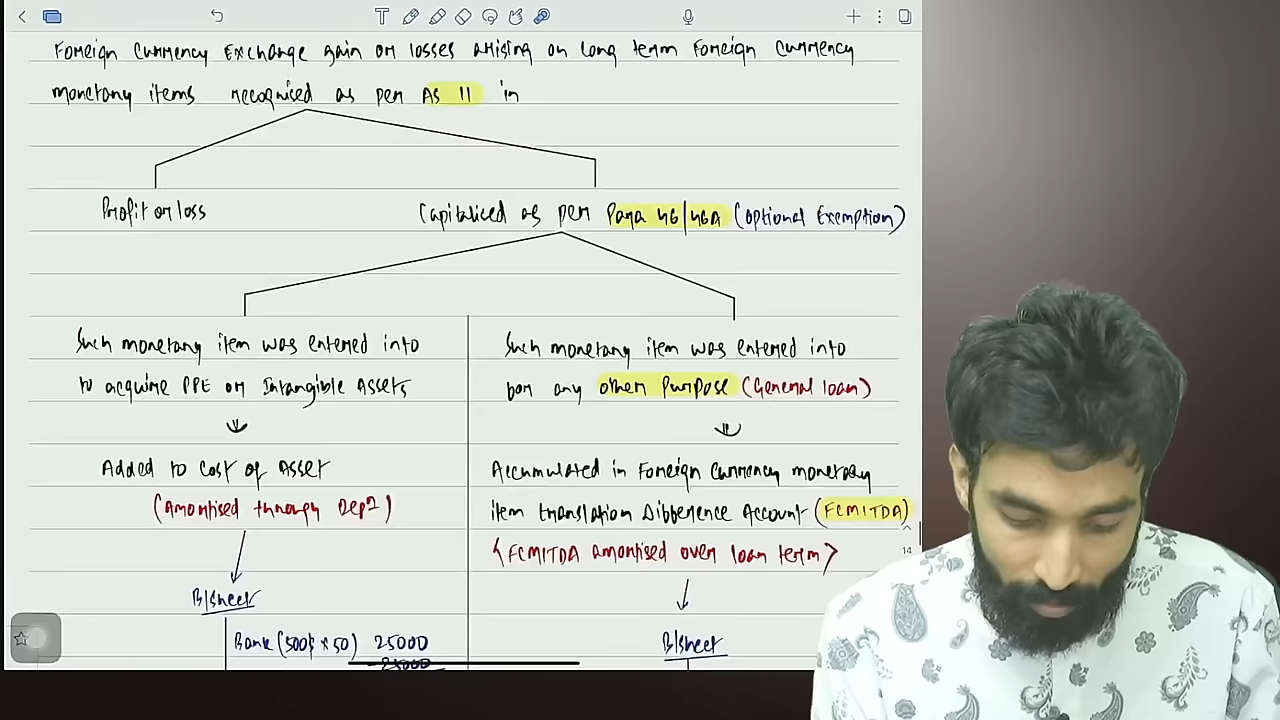 Foreign Currency Exchange gain or losses arising on long term Foreign Currency
monetary items recognised as per AS 11 in
Profit or loss
Capitalised as per Para 46/46A (Optional Exemption)
Such monetary item was entered into
to acquire PPE or Intangible Assets
Added to Cost of Asset
(Amortised through Depn)
B/Sheet
Bank (500$ x 50) 25000
25000
Such monetary item was entered into
for any other Purpose (General loan)
Accumulated in Foreign Currency monetary
item translation Difference Account (FCMITDA)
{FCMITDA amortised over loan term}
14
B/Sheet